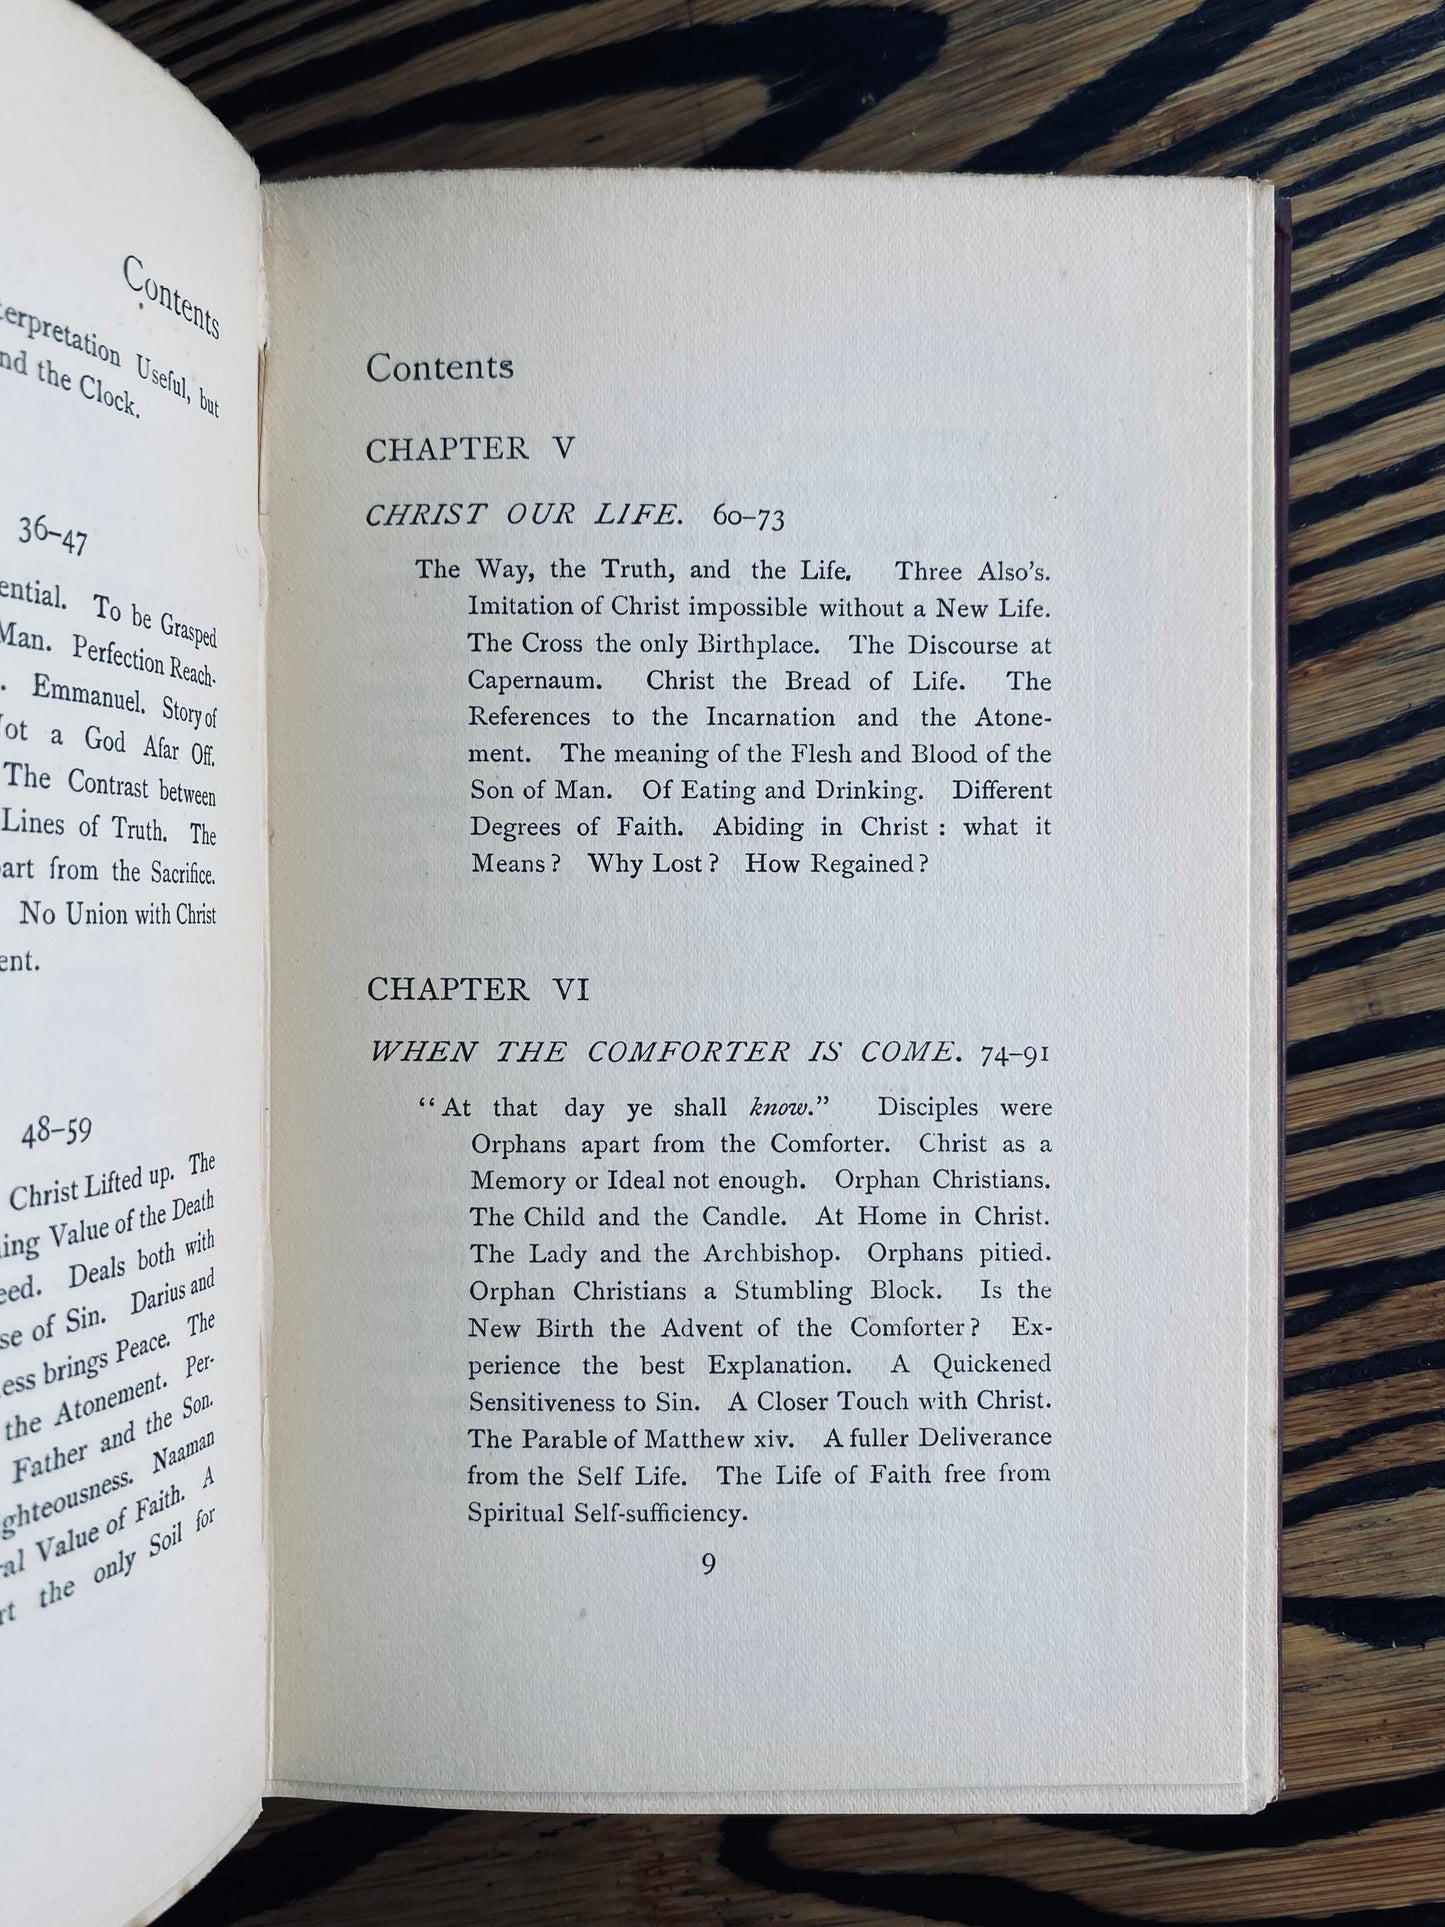 Contents
terpretation Useful, but
nd the Clock.
36–47
ential. To be Grasped
Man. Perfection Reach-
. Emmanuel. Story of
Not a God Afar Off.
The Contrast between
Lines of Truth. The
part from the Sacrifice.
No Union with Christ
ent.
48–59
Christ Lifted up. The
ing Value of the Death
eed. Deals both with
se of Sin. Darius and
ess brings Peace. The
the Atonement. Per-
Father and the Son.
ghteousness. Naaman
ral Value of Faith. A
rt the only Soil for
Contents
CHAPTER V
CHRIST OUR LIFE. 60–73
The Way, the Truth, and the Life. Three Also's.
Imitation of Christ impossible without a New Life.
The Cross the only Birthplace. The Discourse at
Capernaum. Christ the Bread of Life. The
References to the Incarnation and the Atone-
ment. The meaning of the Flesh and Blood of the
Son of Man. Of Eating and Drinking. Different
Degrees of Faith. Abiding in Christ : what it
Means? Why Lost? How Regained?
CHAPTER VI
WHEN THE COMFORTER IS COME. 74–91
“At that day ye shall know.” Disciples were
Orphans apart from the Comforter. Christ as a
Memory or Ideal not enough. Orphan Christians.
The Child and the Candle. At Home in Christ.
The Lady and the Archbishop. Orphans pitied.
Orphan Christians a Stumbling Block. Is the
New Birth the Advent of the Comforter? Ex-
perience the best Explanation. A Quickened
Sensitiveness to Sin. A Closer Touch with Christ.
The Parable of Matthew xiv. A fuller Deliverance
from the Self Life. The Life of Faith free from
Spiritual Self-sufficiency.
9